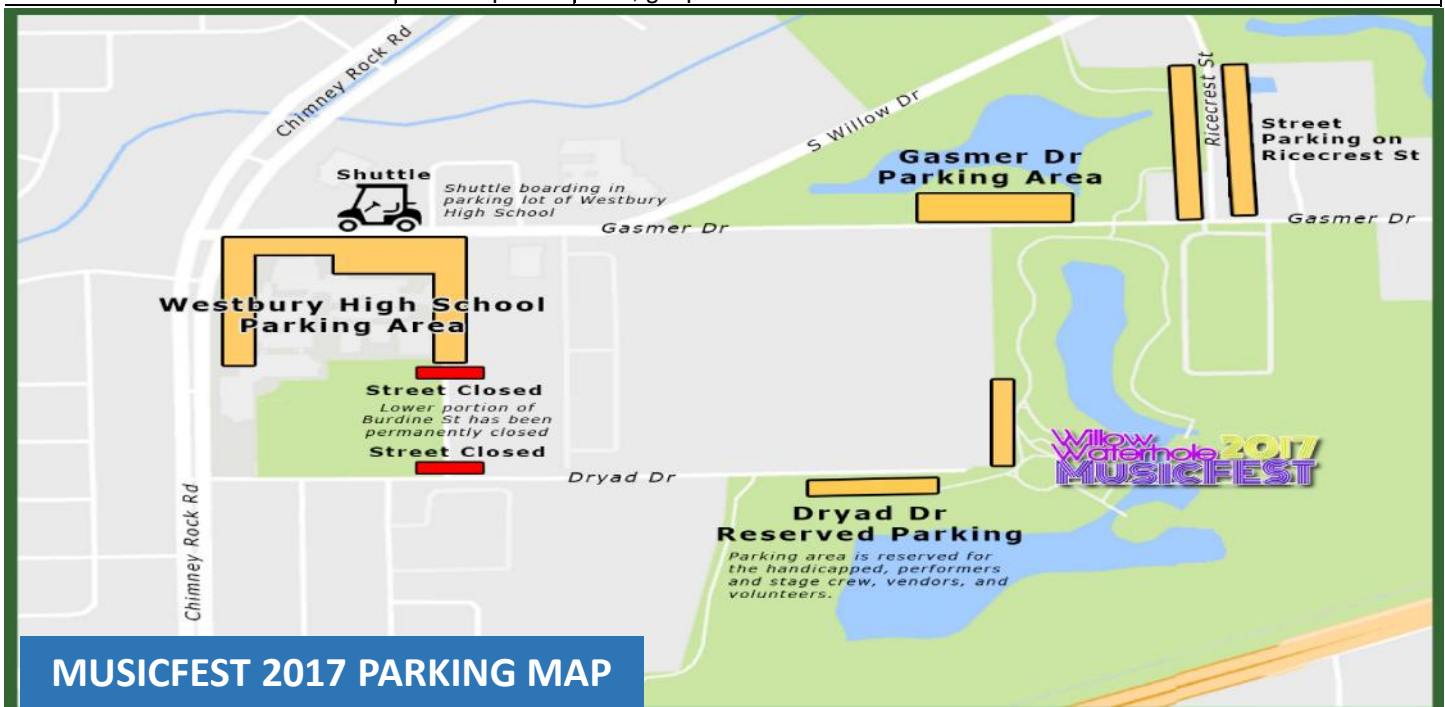 Chimney Rock Rd
S Willow Dr
Ricecrest St
Street
Parking on
Ricecrest St
Gasmer Dr
Parking Area
Shuttle
Shuttle boarding in
parking lot of Westbury
High School
Gasmer Dr
Gasmer Dr
Westbury High School
Parking Area
Street Closed
Lower portion of
Burdine St has been
permanently closed
Street Closed
Willow
Waterhole 2017
MUSICFEST
Dryad Dr
Dryad Dr
Reserved Parking
Parking area is reserved for
the handicapped, performers
and stage crew, vendors, and
volunteers.
Chimney Rock Rd
MUSICFEST 2017 PARKING MAP